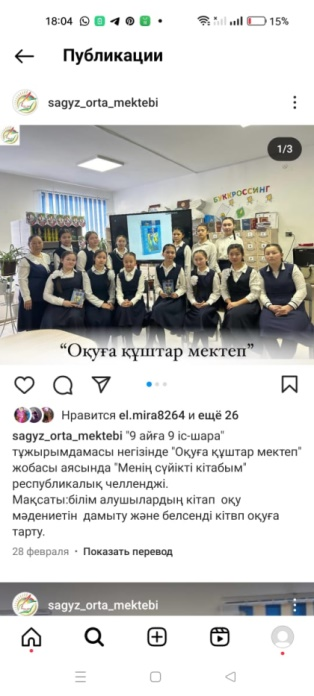 18:04
15%
Публикации
sagyz_orta_mektebi
1/3
БУККРОССИНГ
“Оқуға құштар мектеп”
Нравится el.mira8264 и ещё 26
sagyz_orta_mektebi "9 айға 9 іс-шара"
тұжырымдамасы негізінде "Оқуға құштар мектеп"
жобасы аясында "Менің сүйікті кітабым"
республикалық челленджі.
Мақсаты:білім алушылардың кітап оқу
мәдениетін дамыту және белсенді кітвп оқуға
тарту.
28 февраля • Показать перевод
sagyz_orta_mektebi